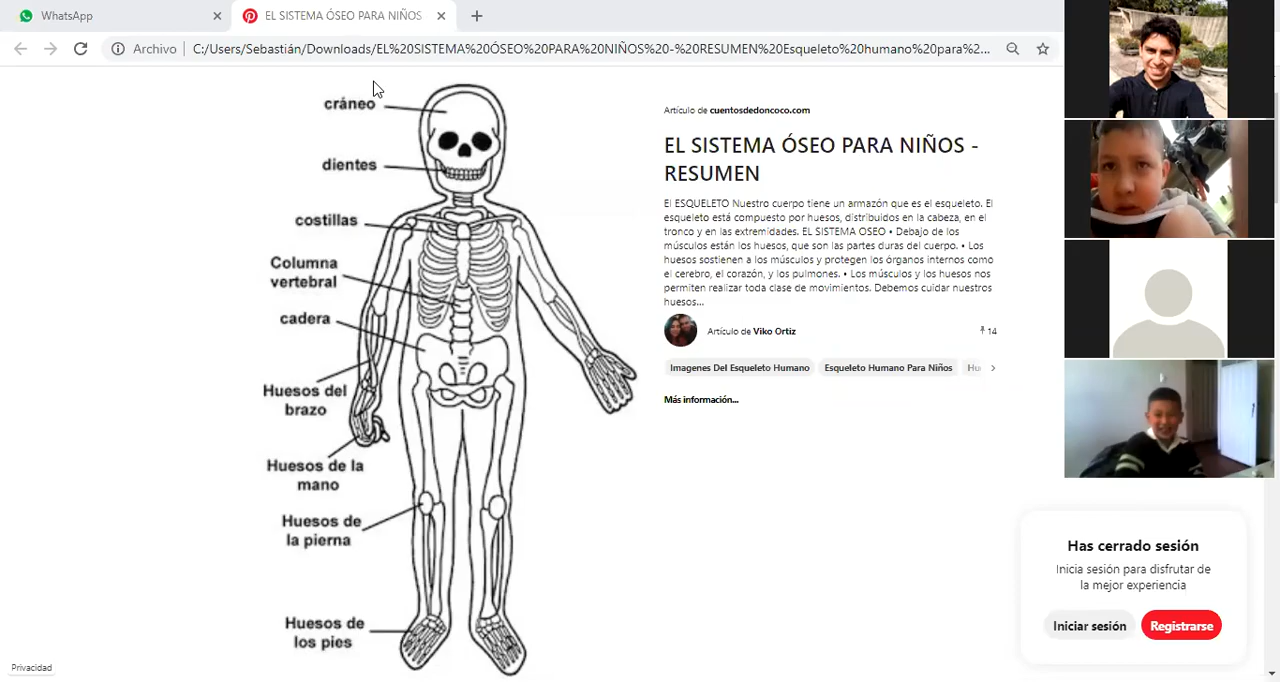 WhatsApp
EL SISTEMA ÓSEO PARA NIÑOS
Archivo
C:/Users/Sebastián/Downloads/EL%20SISTEMA%20ÓSEO%20PARA%20NIÑOS%20-%20RESUMEN%20Esqueleto%20humano%20para%2...
cráneo
dientes
costillas
Columna
vertebral
cadera
Huesos del
brazo
Huesos de la
mano
Huesos de
la pierna
Huesos de
los pies
Artículo de cuentosdedoncoco.com
EL SISTEMA ÓSEO PARA NIÑOS -
RESUMEN
El ESQUELETO Nuestro cuerpo tiene un armazón que es el esqueleto. El
esqueleto está compuesto por huesos, distribuidos en la cabeza, en el
tronco y en las extremidades. EL SISTEMA OSEO • Debajo de los
músculos están los huesos, que son las partes duras del cuerpo. • Los
huesos sostienen a los músculos y protegen los órganos internos como
el cerebro, el corazón, y los pulmones. • Los músculos y los huesos nos
permiten realizar toda clase de movimientos. Debemos cuidar nuestros
huesos...
Artículo de Viko Ortiz
14
Imagenes Del Esqueleto Humano
Esqueleto Humano Para Niños
Hu
Más información...
Has cerrado sesión
Inicia sesión para disfrutar de
la mejor experiencia
Iniciar sesión
Registrarse
Privacidad